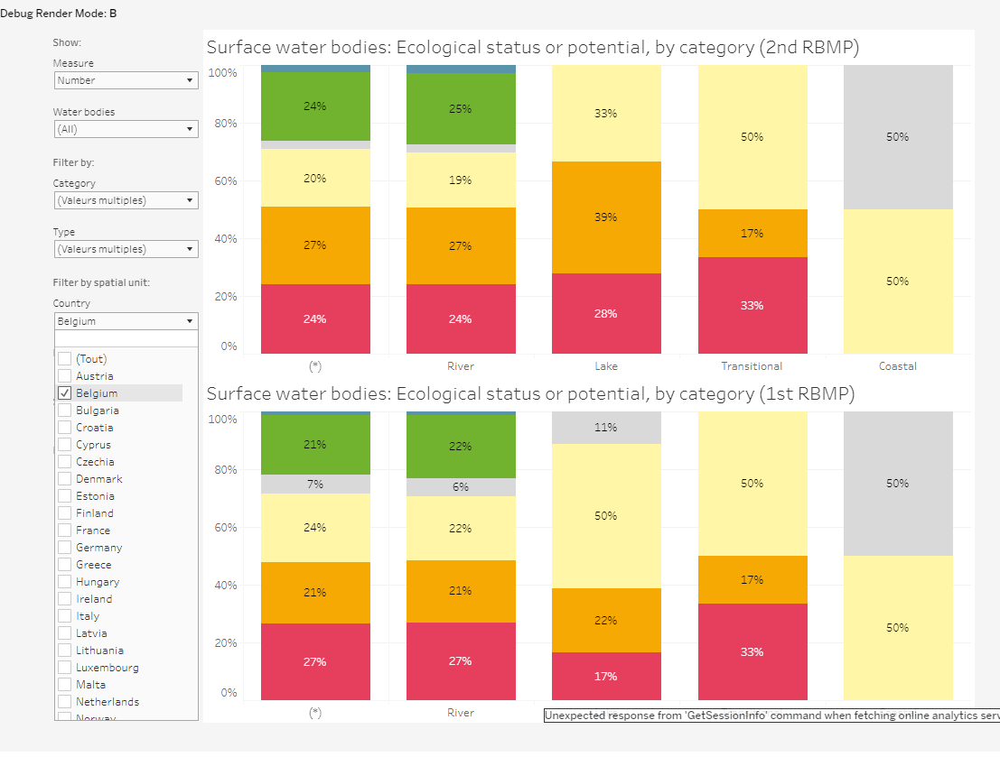 Debug Render Mode: B
Show:
Measure
Number
Water bodies
(All)
Filter by:
Category
(Valeurs multiples)
Type
(Valeurs multiples)
Filter by spatial unit:
Country
Belgium
(Tout)
Austria
Belgium
Bulgaria
Croatia
Cyprus
Czechia
Denmark
Estonia
Finland
France
Germany
Greece
Hungary
Ireland
Italy
Latvia
Lithuania
Luxembourg
Malta
Netherlands
Norway
Surface water bodies: Ecological status or potential, by category (2nd RBMP)
100%
80%
60%
40%
20%
0%
24%
20%
27%
24%
25%
19%
27%
24%
33%
39%
28%
50%
17%
33%
50%
50%
(*)
River
Lake
Transitional
Coastal
Surface water bodies: Ecological status or potential, by category (1st RBMP)
100%
80%
60%
40%
20%
0%
21%
7%
24%
21%
27%
22%
6%
22%
21%
27%
11%
50%
22%
17%
50%
17%
33%
50%
50%
(*)
River
Unexpected response from 'GetSessionInfo' command when fetching online analytics serv